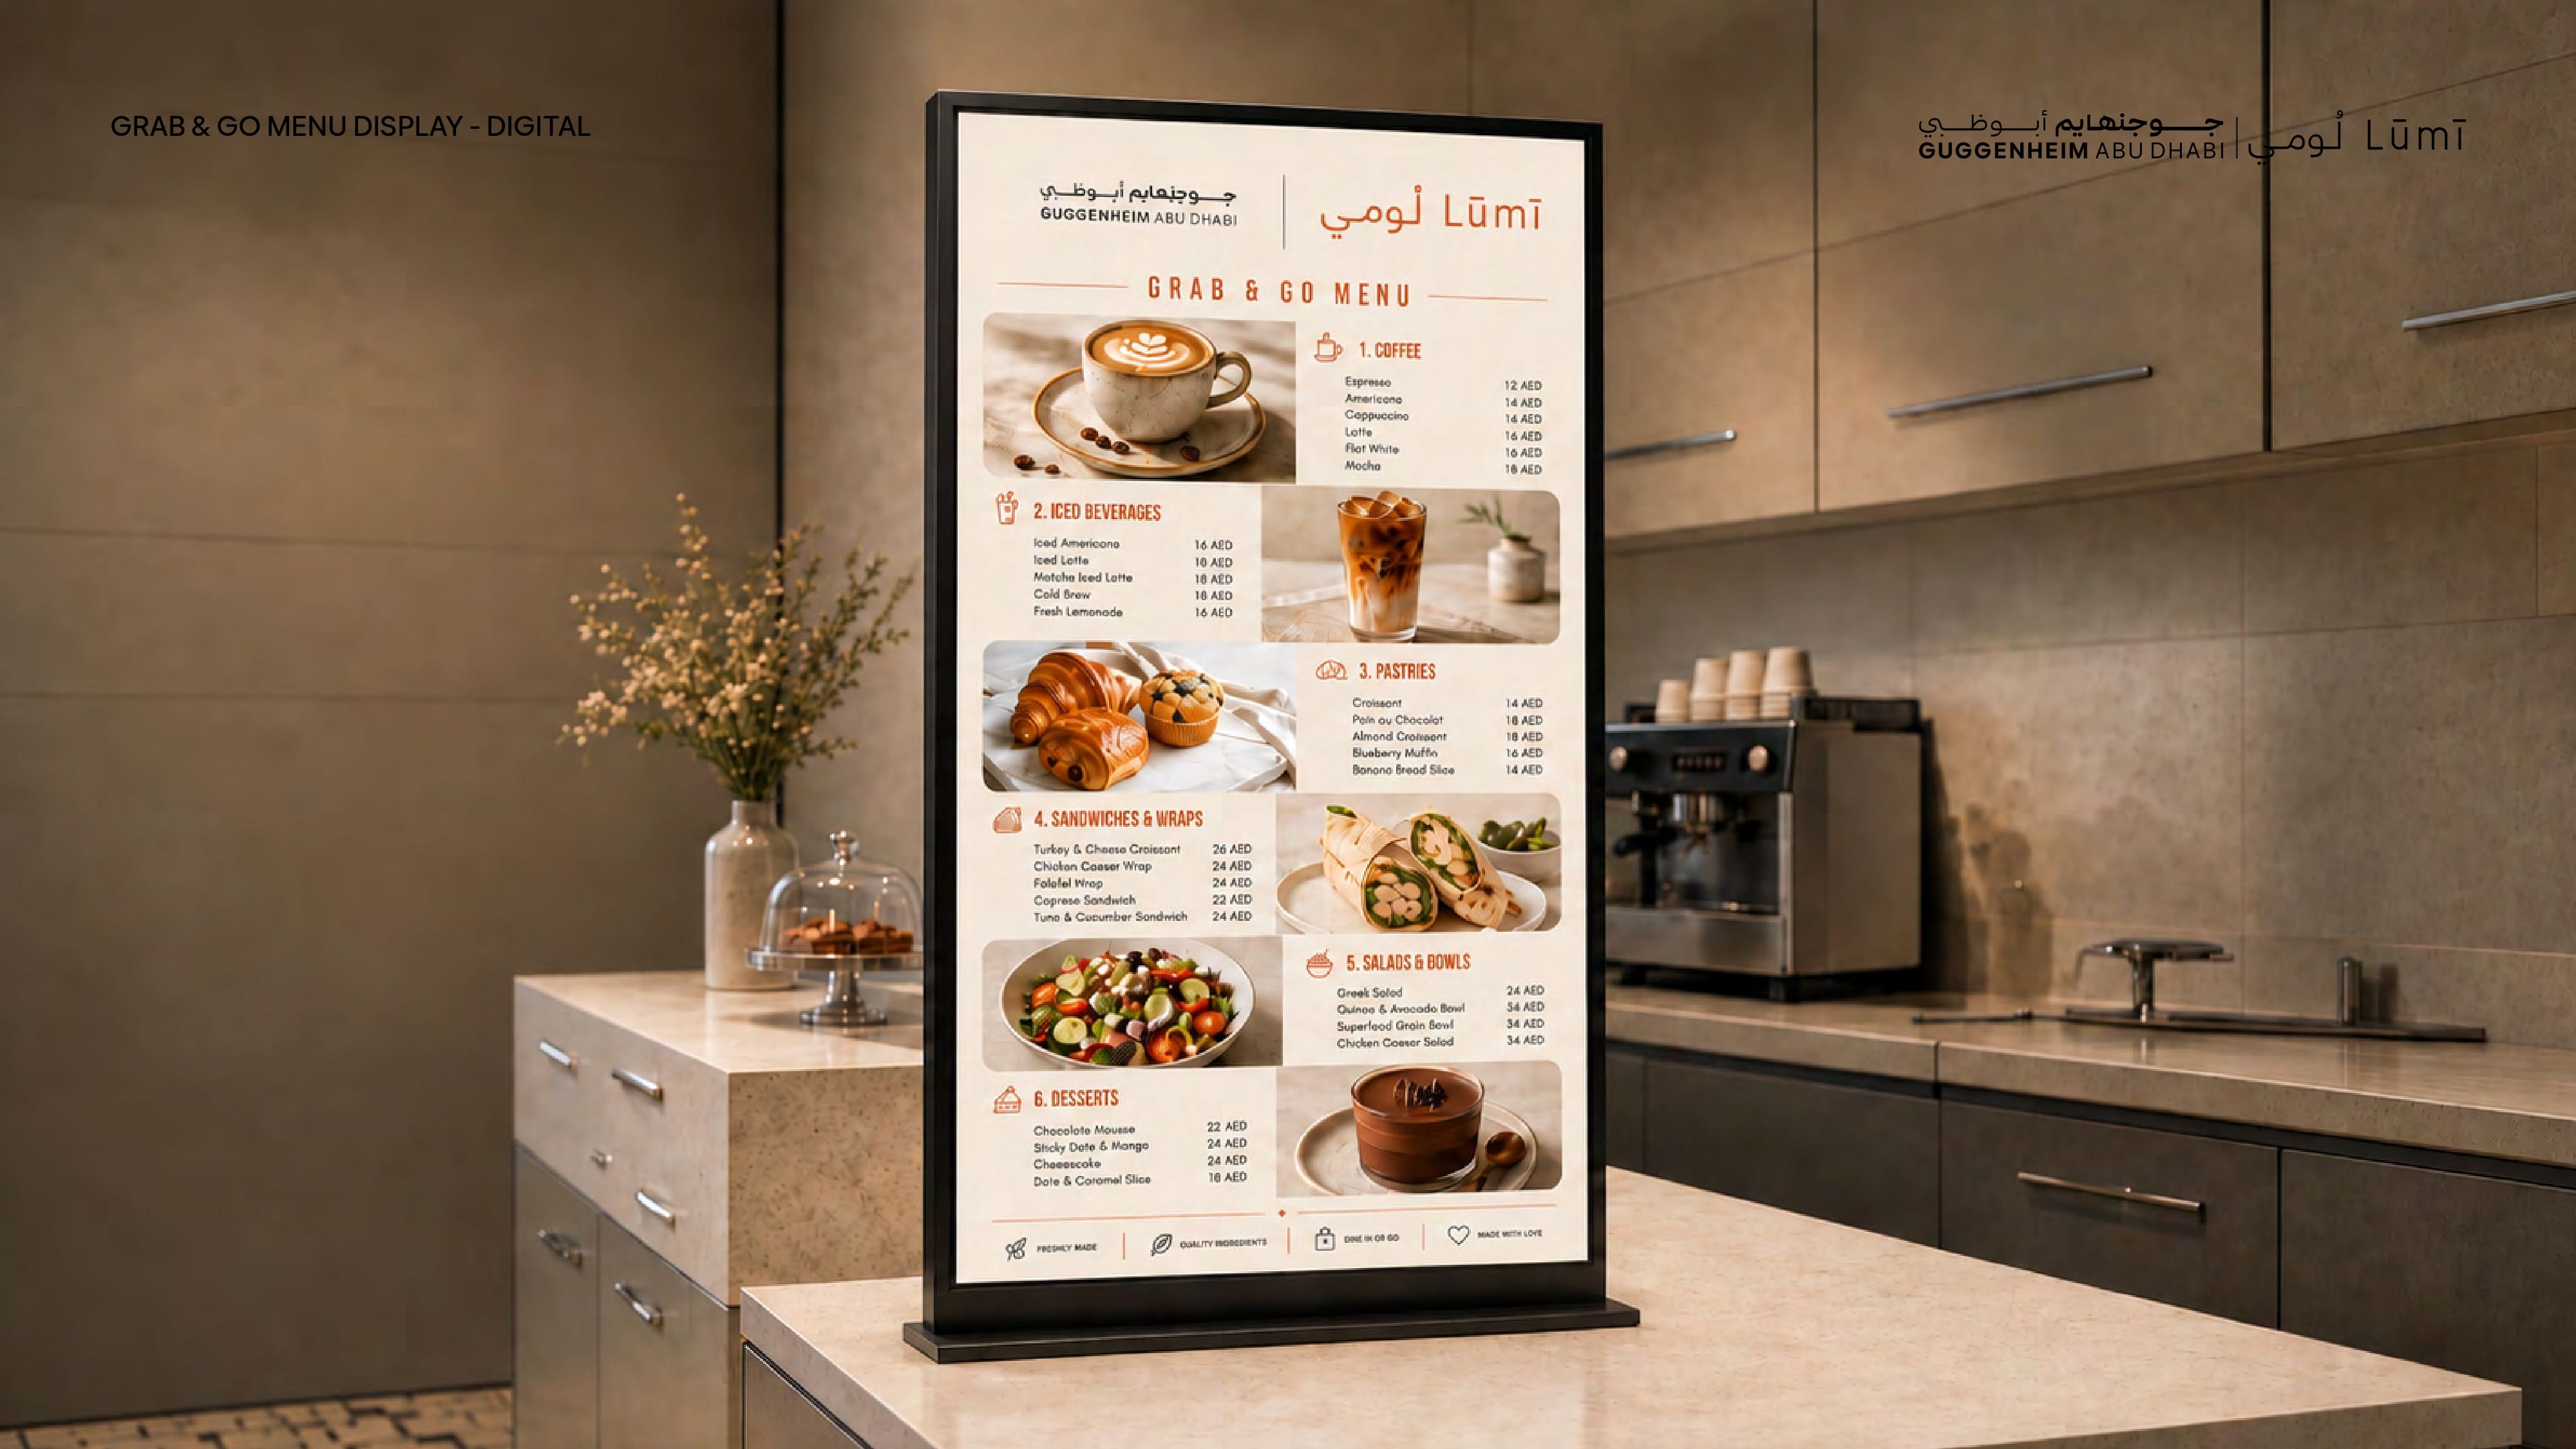 GRAB & GO MENU DISPLAY - DIGITAL
جوجنهايم أبوظبي
GUGGENHEIM ABU DHABI
لُومي Lūmī
جوجنهايم أبوظبي
GUGGENHEIM ABU DHABI
لُومي Lūmī
GRAB & GO MENU
1. COFFEE
Espresso 12 AED
Americano 14 AED
Cappuccino 14 AED
Latte 16 AED
Flat White 16 AED
Mocha 18 AED
2. ICED BEVERAGES
Iced Americano 16 AED
Iced Latte 18 AED
Matcha Iced Latte 18 AED
Cold Brew 18 AED
Fresh Lemonade 16 AED
3. PASTRIES
Croissant 14 AED
Pain au Chocolat 18 AED
Almond Croissant 18 AED
Blueberry Muffin 16 AED
Banana Bread Slice 14 AED
4. SANDWICHES & WRAPS
Turkey & Cheese Croissant 26 AED
Chicken Caeser Wrap 24 AED
Falafel Wrap 24 AED
Caprese Sandwich 22 AED
Tuna & Cucumber Sandwich 24 AED
5. SALADS & BOWLS
Greek Salad 24 AED
Quinoa & Avocado Bowl 34 AED
Superfood Grain Bowl 34 AED
Chicken Caeser Salad 34 AED
6. DESSERTS
Chocolate Mousse 22 AED
Sticky Date & Mango 24 AED
Cheesecake 24 AED
Date & Caramel Slice 18 AED
FRESHLY MADE
QUALITY INGREDIENTS
DINE IN OR GO
MADE WITH LOVE